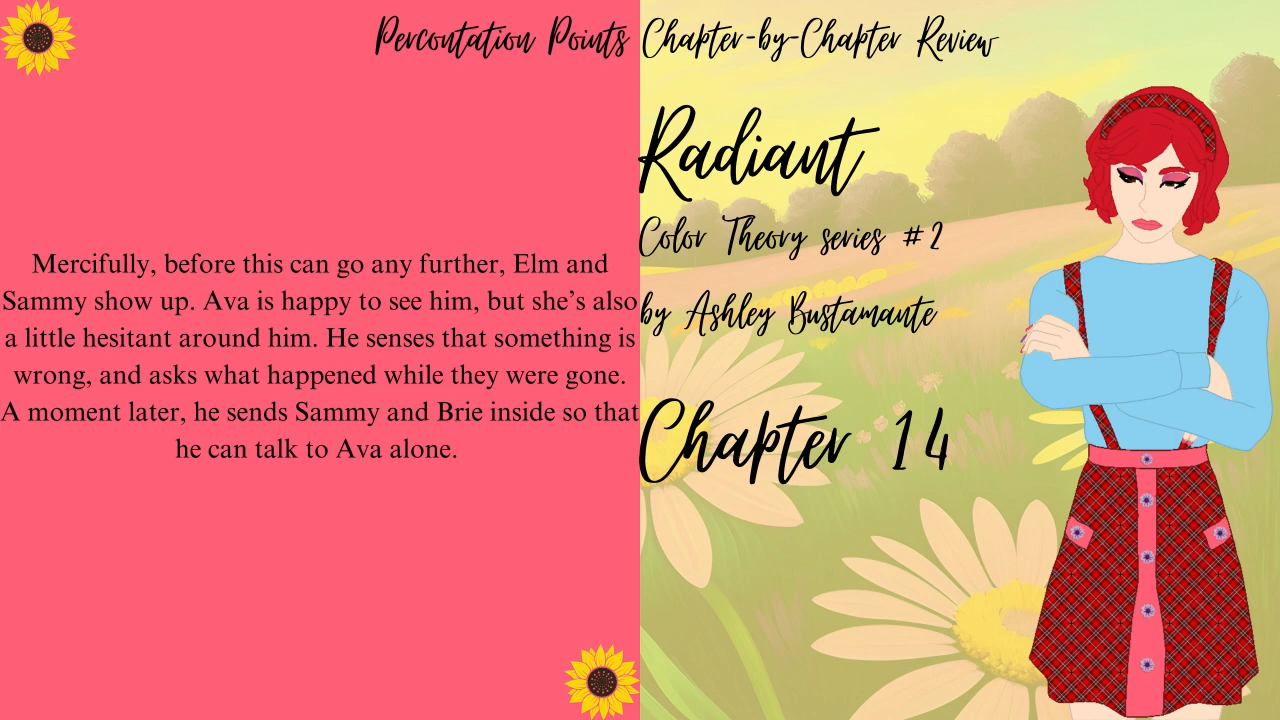 Percontation Points Chapter-by-Chapter Review
Mercifully, before this can go any further, Elm and
Sammy show up. Ava is happy to see him, but she’s also
a little hesitant around him. He senses that something is
wrong, and asks what happened while they were gone.
A moment later, he sends Sammy and Brie inside so that
he can talk to Ava alone.
Radiant
Color Theory series #2
by Ashley Bustamante
Chapter 14